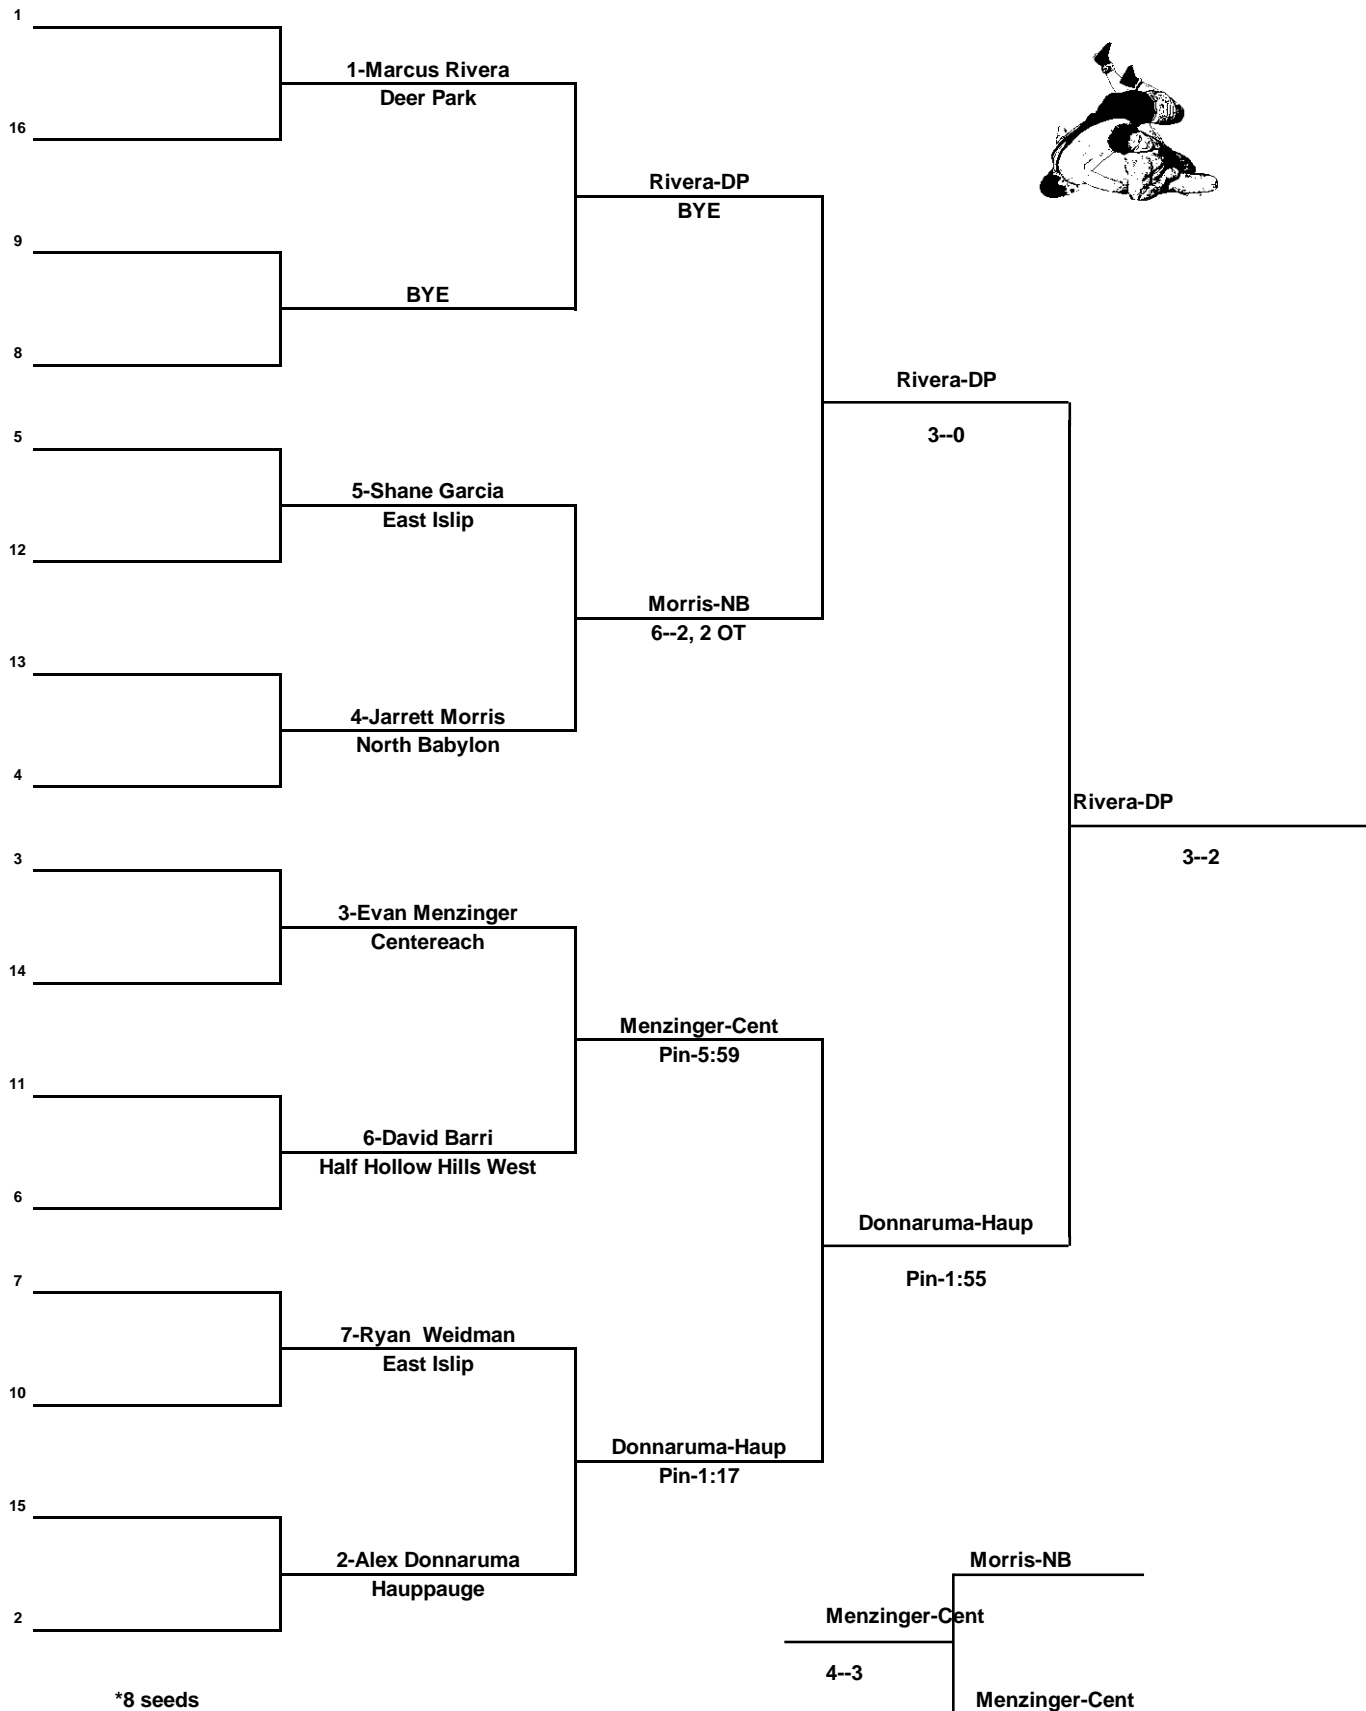 1
1-Marcus Rivera
Deer Park
16
Rivera-DP
BYE
9
BYE
8
Rivera-DP
3--0
5
5-Shane Garcia
East Islip
12
Morris-NB
6--2, 2 OT
13
4-Jarrett Morris
North Babylon
4
Rivera-DP
3--2
3
3-Evan Menzinger
Centereach
14
Menzinger-Cent
Pin-5:59
11
6-David Barri
Half Hollow Hills West
6
Donnaruma-Haup
Pin-1:55
7
7-Ryan  Weidman
East Islip
10
Donnaruma-Haup
Pin-1:17
15
2-Alex Donnaruma
Hauppauge
2
Morris-NB
Menzinger-Cent
4--3
Menzinger-Cent
*8 seeds